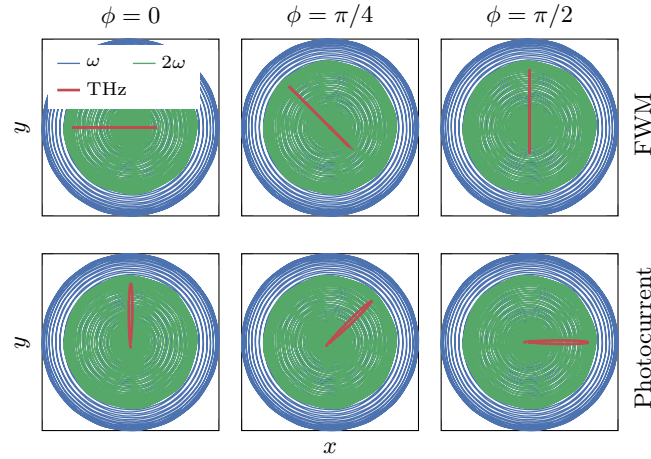 ϕ = 0 ϕ = π/4 ϕ = π/2
ω 2ω
THz
y
FWM
y
Photocurrent
x